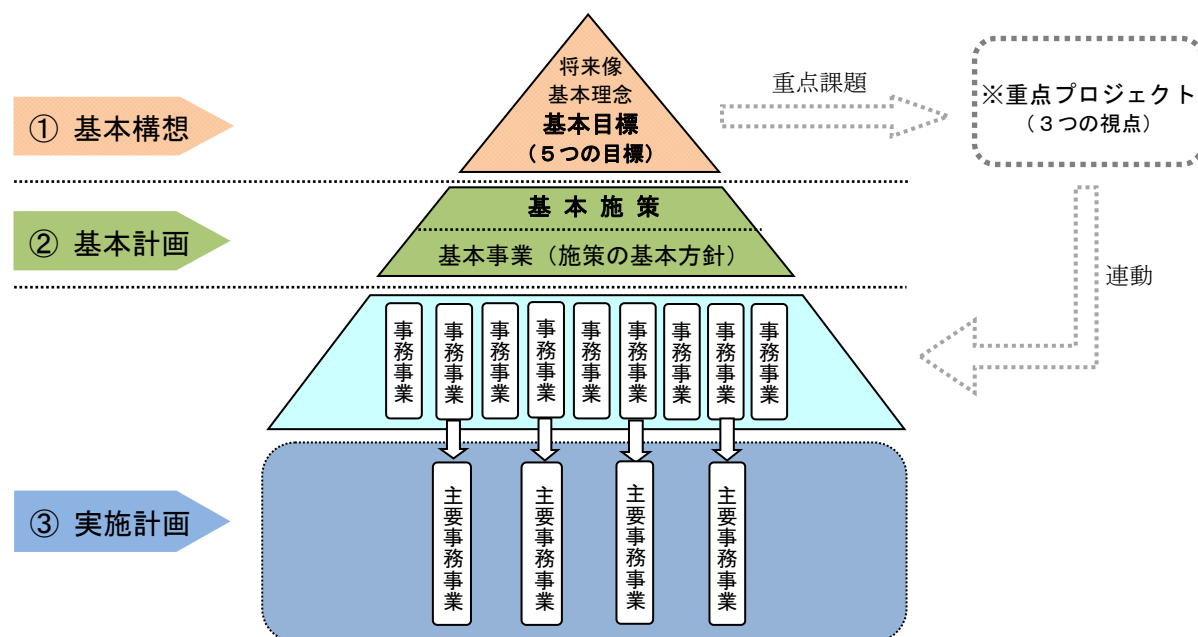 将来像
基本理念
基本目標
（５つの目標）
重点課題
※重点プロジェクト
（３つの視点）
① 基本構想
基 本 施 策
② 基本計画
基本事業（施策の基本方針）
連動
事務事業
事務事業
事務事業
事務事業
事務事業
事務事業
事務事業
事務事業
事務事業
③ 実施計画
主要事務事業
主要事務事業
主要事務事業
主要事務事業